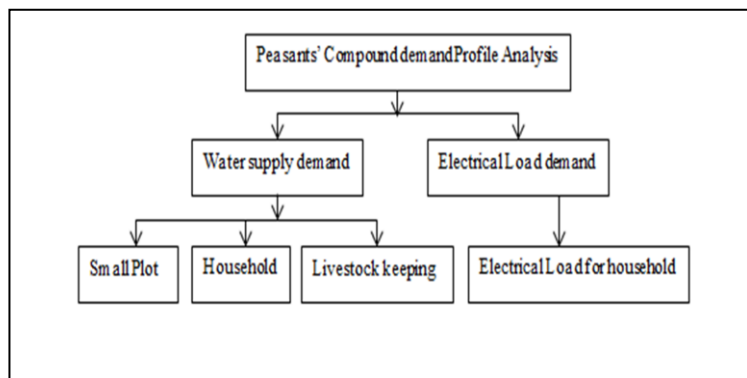 Peasants' Compound demand Profile Analysis
Water supply demand
Electrical Load demand
Small Plot
Household
Livestock keeping
Electrical Load for household